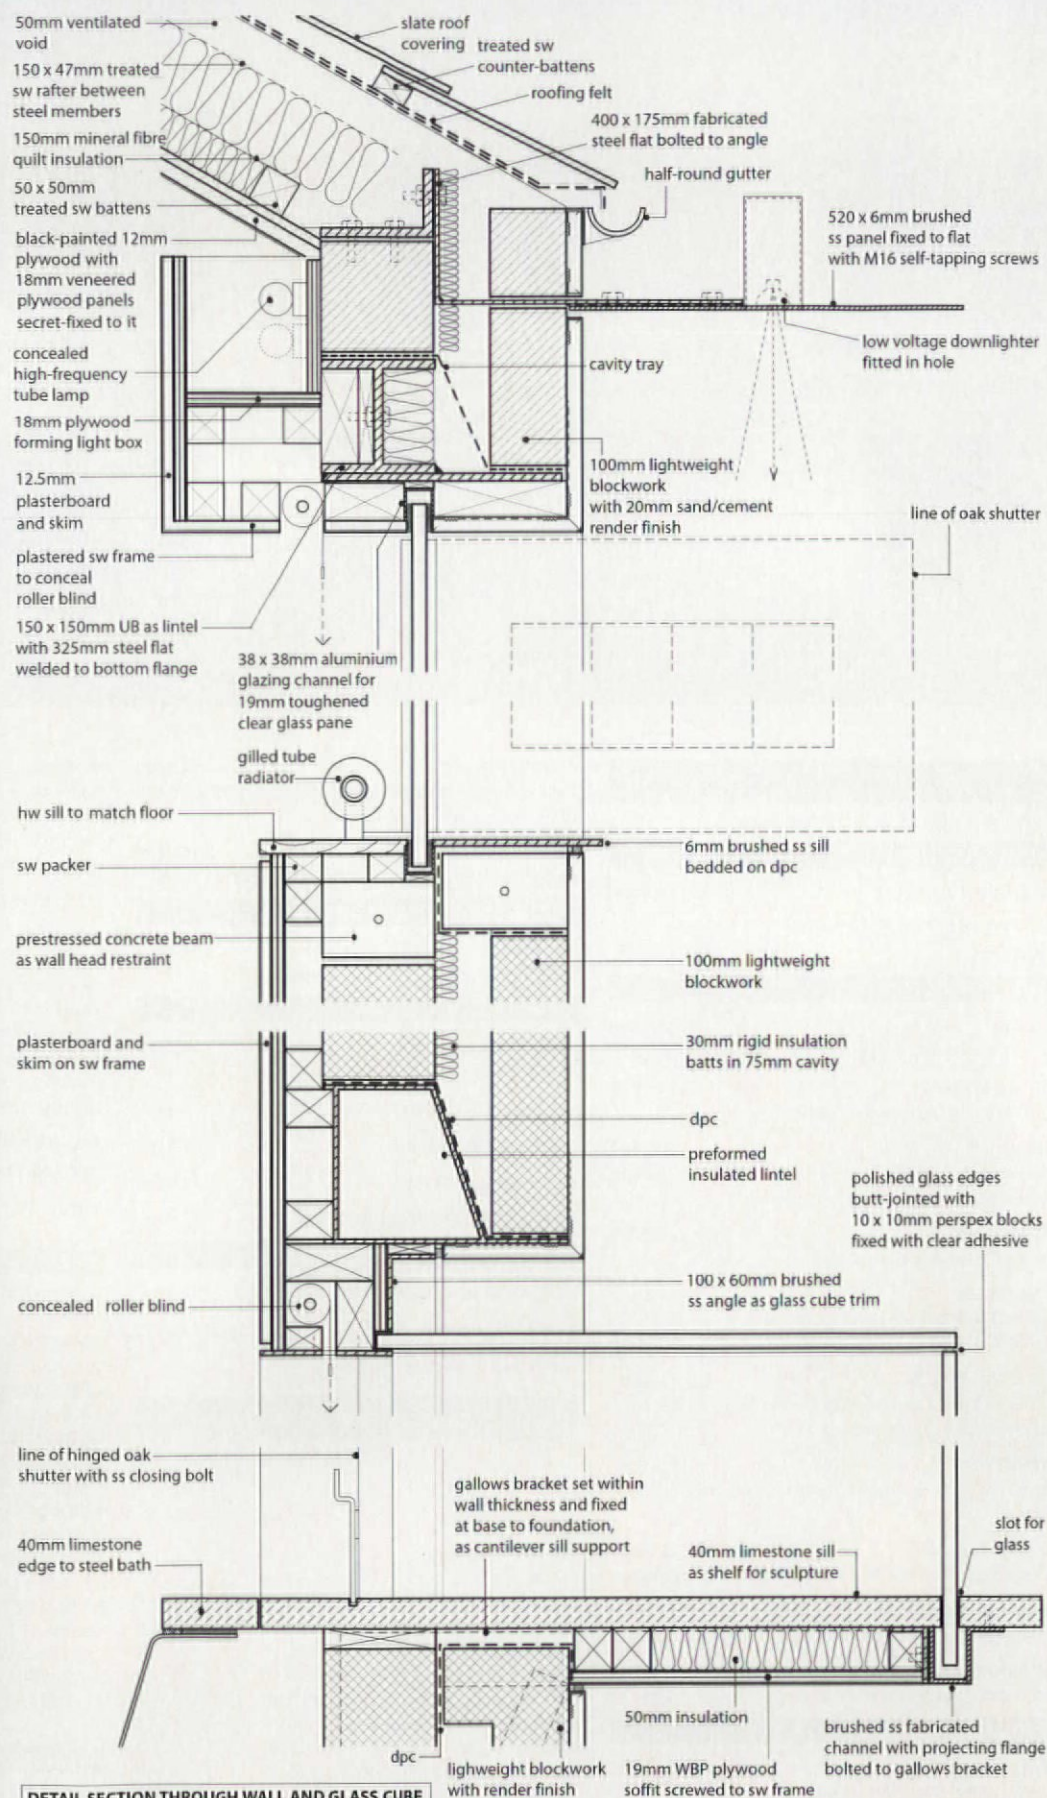 50mm ventilated
void
150 x 47mm treated
sw rafter between
steel members
150mm mineral fibre
quilt insulation
50 x 50mm
treated sw battens
black-painted 12mm
plywood with
18mm veneered
plywood panels
secret-fixed to it
concealed
high-frequency
tube lamp
18mm plywood
forming light box
12.5mm
plasterboard
and skim
plastered sw frame
to conceal
roller blind
150 x 150mm UB as lintel
with 325mm steel flat
welded to bottom flange
slate roof
covering
treated sw
counter-battens
roofing felt
400 x 175mm fabricated
steel flat bolted to angle
half-round gutter
520 x 6mm brushed
ss panel fixed to flat
with M16 self-tapping screws
low voltage downlighter
fitted in hole
cavity tray
100mm lightweight
blockwork
with 20mm sand/cement
render finish
line of oak shutter
38 x 38mm aluminium
glazing channel for
19mm toughened
clear glass pane
gilled tube
radiator
hw sill to match floor
sw packer
prestressed concrete beam
as wall head restraint
plasterboard and
skim on sw frame
6mm brushed ss sill
bedded on dpc
100mm lightweight
blockwork
30mm rigid insulation
batts in 75mm cavity
dpc
preformed
insulated lintel
polished glass edges
butt-jointed with
10 x 10mm perspex blocks
fixed with clear adhesive
100 x 60mm brushed
ss angle as glass cube trim
concealed roller blind
line of hinged oak
shutter with ss closing bolt
gallows bracket set within
wall thickness and fixed
at base to foundation,
as cantilever sill support
40mm limestone
edge to steel bath
40mm limestone sill
as shelf for sculpture
slot for
glass
50mm insulation
brushed ss fabricated
channel with projecting flange
bolted to gallows bracket
dpc
lighweight blockwork
with render finish
19mm WBP plywood
soffit screwed to sw frame
DETAIL SECTION THROUGH WALL AND GLASS CUBE